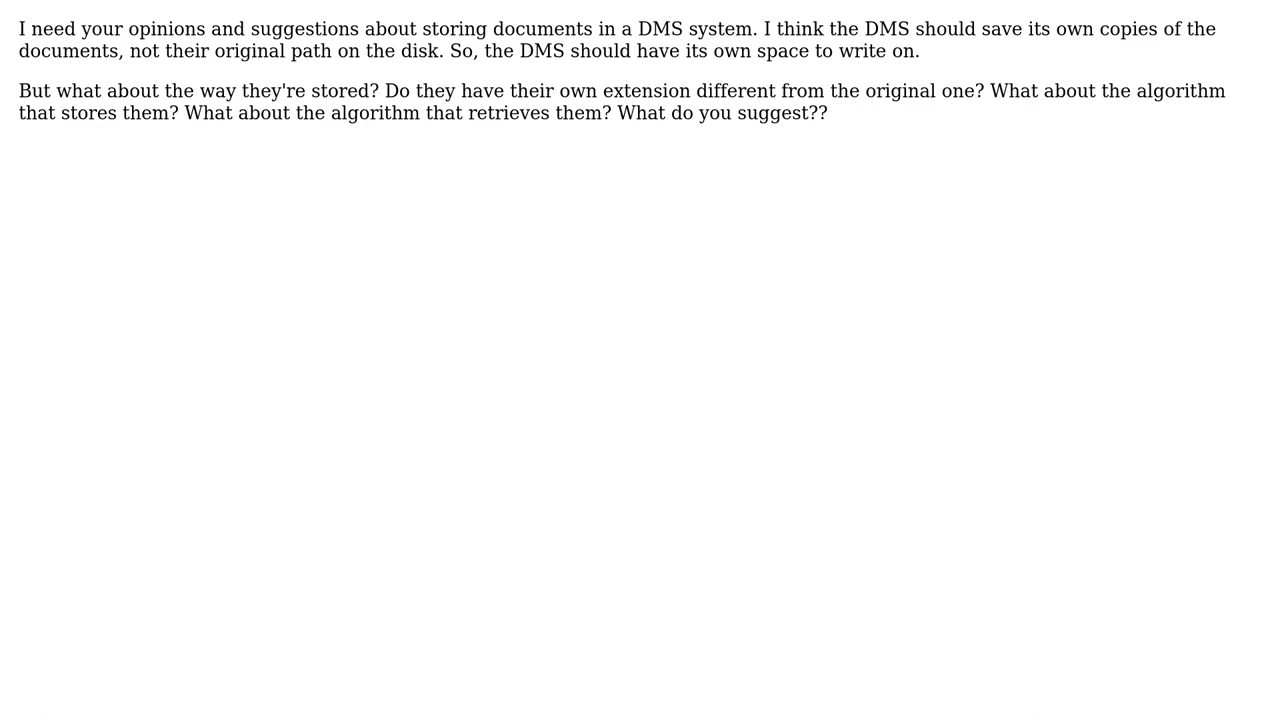 I need your opinions and suggestions about storing documents in a DMS system. I think the DMS should save its own copies of the
documents, not their original path on the disk. So, the DMS should have its own space to write on.
But what about the way they're stored? Do they have their own extension different from the original one? What about the algorithm
that stores them? What about the algorithm that retrieves them? What do you suggest??